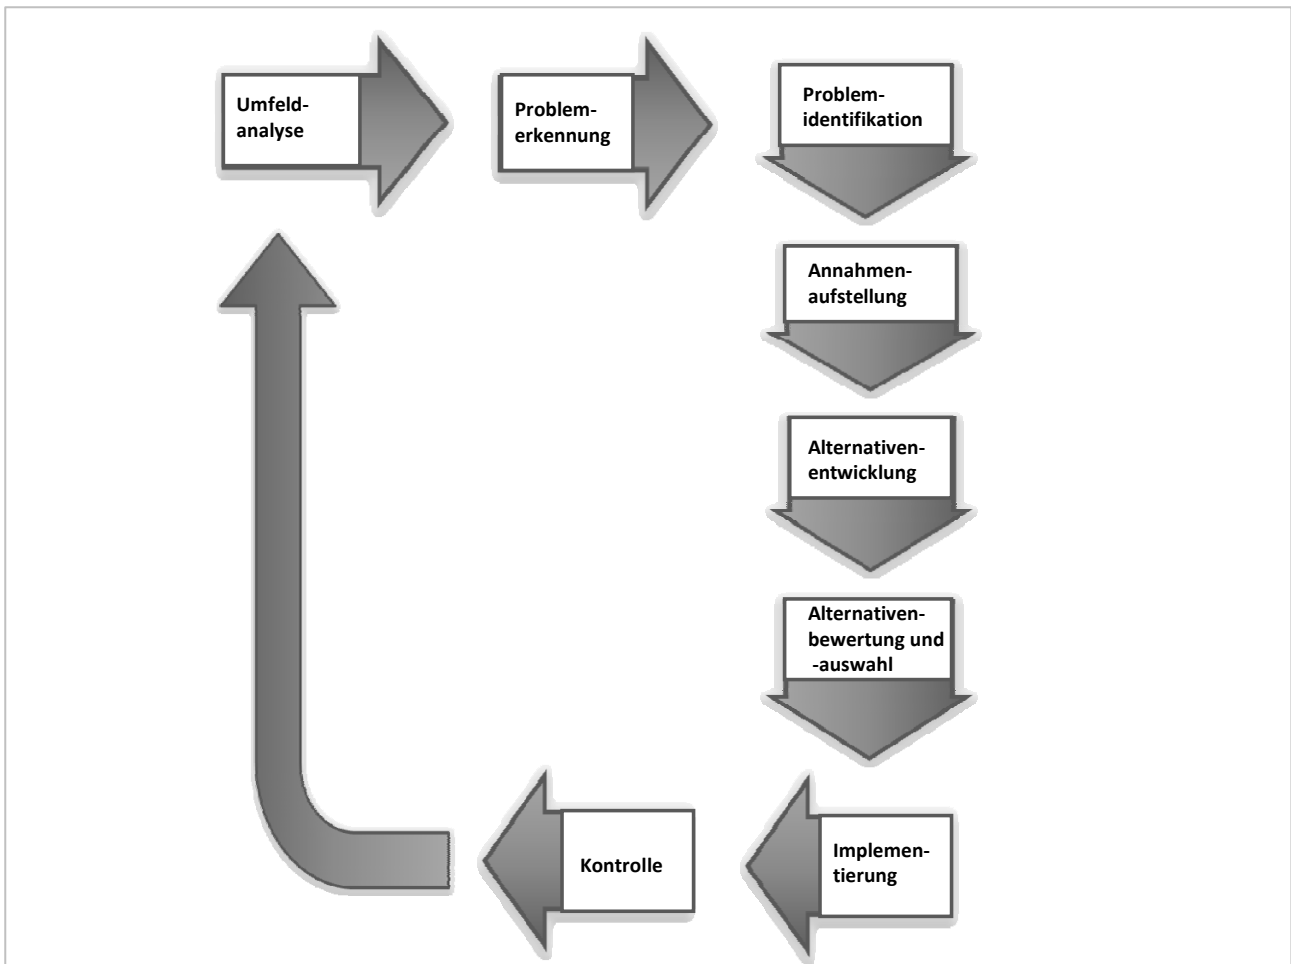 Umfeld-
analyse
Problem-
erkennung
Problem-
identifikation
Annahmen-
aufstellung
Alternativen-
entwicklung
Alternativen-
bewertung und
-auswahl
Implemen-
tierung
Kontrolle